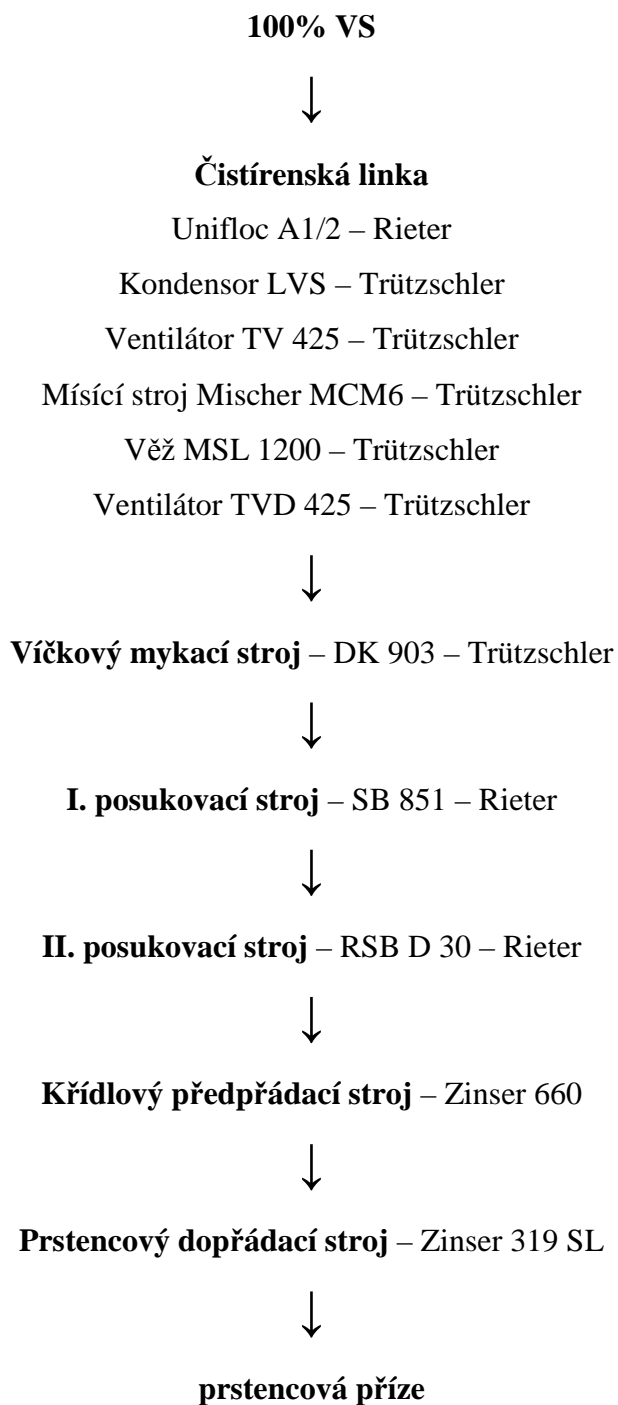 100% VS
↓
Čistírenská linka
Unifloc A1/2 – Rieter
Kondensor LVS – Trützschler
Ventilátor TV 425 – Trützschler
Mísící stroj Mischer MCM6 – Trützschler
Věž MSL 1200 – Trützschler
Ventilátor TVD 425 – Trützschler
↓
Víčkový mykací stroj – DK 903 – Trützschler
↓
I. posukovací stroj – SB 851 – Rieter
↓
II. posukovací stroj – RSB D 30 – Rieter
↓
Křídlový předpřádací stroj – Zinser 660
↓
Prstencový dopřádací stroj – Zinser 319 SL
↓
prstencová příze